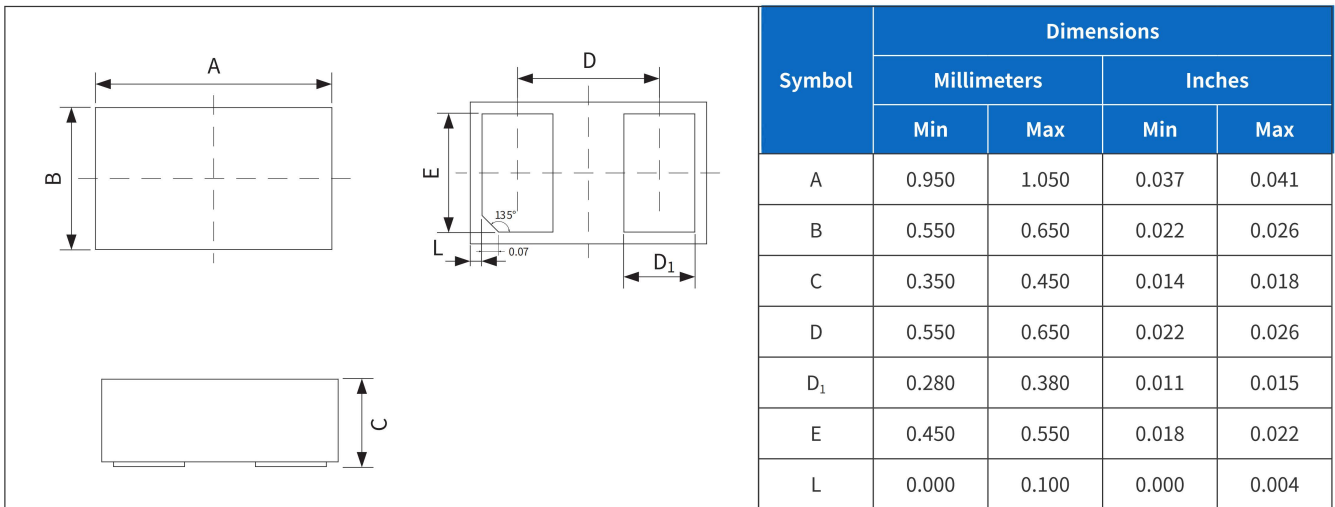 A
B
C
D
E
135°
0.07
L
D₁
Dimensions
Symbol Millimeters Inches
Min Max Min Max
A 0.950 1.050 0.037 0.041
B 0.550 0.650 0.022 0.026
C 0.350 0.450 0.014 0.018
D 0.550 0.650 0.022 0.026
D₁ 0.280 0.380 0.011 0.015
E 0.450 0.550 0.018 0.022
L 0.000 0.100 0.000 0.004